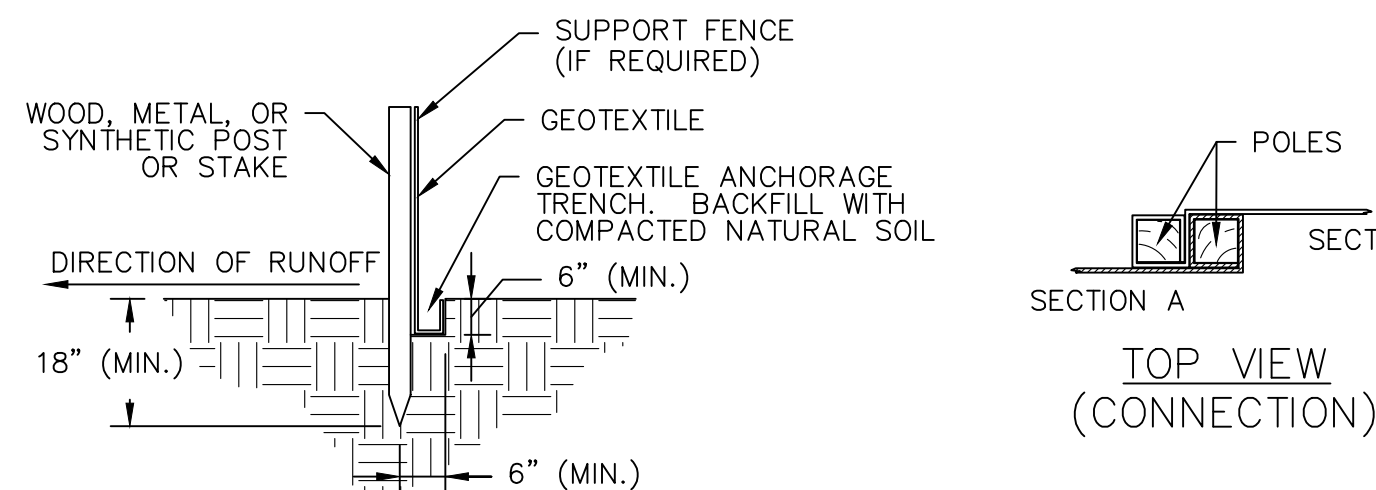 SUPPORT FENCE
(IF REQUIRED)
WOOD, METAL, OR
SYNTHETIC POST
OR STAKE
GEOTEXTILE
GEOTEXTILE ANCHORAGE
TRENCH. BACKFILL WITH
COMPACTED NATURAL SOIL
DIRECTION OF RUNOFF
6” (MIN.)
18” (MIN.)
6” (MIN.)
POLES
SECT
SECTION A
TOP VIEW
(CONNECTION)